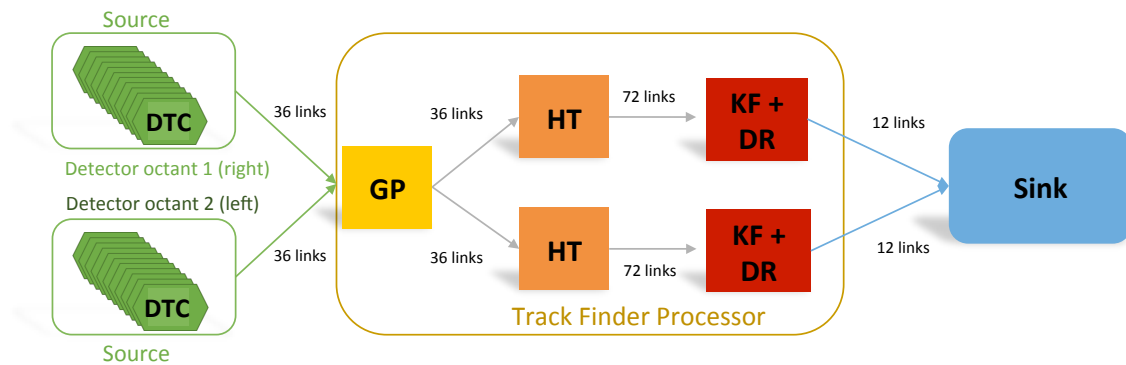 Source
DTC
Detector octant 1 (right)
Detector octant 2 (left)
DTC
Source
36 links
36 links
GP
36 links
36 links
HT
HT
72 links
72 links
KF +
DR
KF +
DR
Track Finder Processor
12 links
12 links
Sink